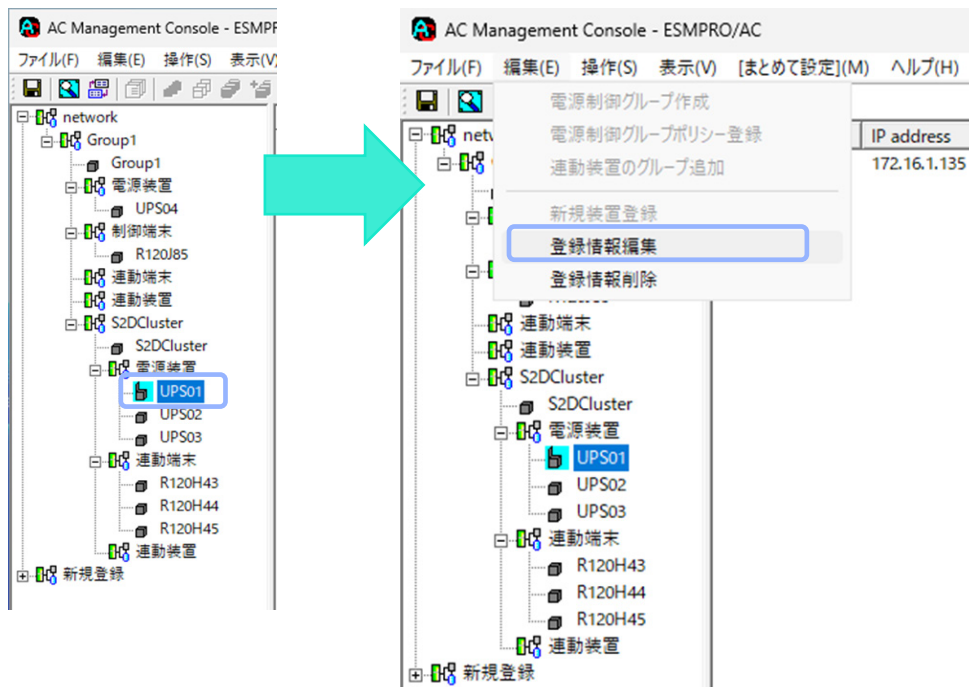 AC Management Console - ESMPF
ファイル(F) 編集(E) 操作(S) 表示(V)
network
Group1
Group1
電源装置
UPS04
制御端末
R120J85
連動端末
連動装置
S2DCluster
S2DCluster
電源装置
UPS01
UPS02
UPS03
連動端末
R120H43
R120H44
R120H45
連動装置
新規登録
AC Management Console - ESMPRO/AC
ファイル(F) 編集(E) 操作(S) 表示(V) [まとめて設定](M) ヘルプ(H)
電源制御グループ作成
電源制御グループポリシー登録
連動装置のグループ追加
新規装置登録
登録情報編集
登録情報削除
IP address
172.16.1.135
連動端末
連動装置
S2DCluster
S2DCluster
電源装置
UPS01
UPS02
UPS03
連動端末
R120H43
R120H44
R120H45
連動装置
新規登録